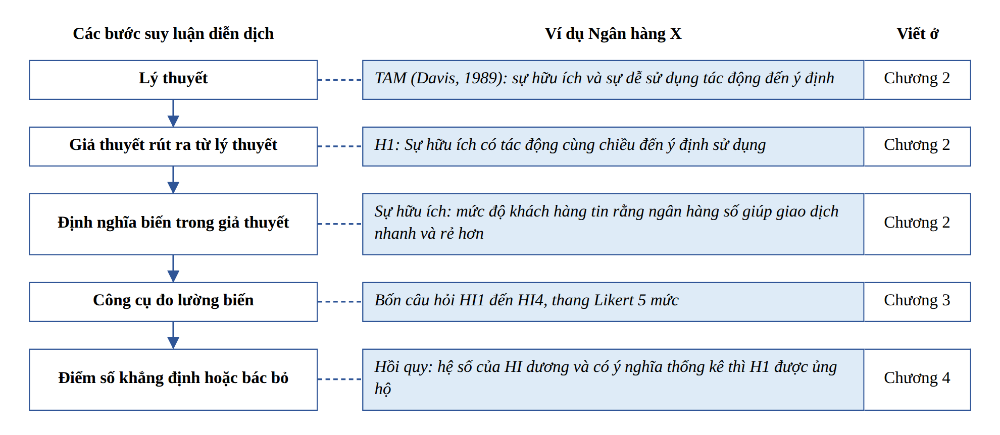 Các bước suy luận diễn dịch
Ví dụ Ngân hàng X
Viết ở
Lý thuyết
TAM (Davis, 1989): sự hữu ích và sự dễ sử dụng tác động đến ý định
Chương 2
Giả thuyết rút ra từ lý thuyết
H1: Sự hữu ích có tác động cùng chiều đến ý định sử dụng
Chương 2
Định nghĩa biến trong giả thuyết
Sự hữu ích: mức độ khách hàng tin rằng ngân hàng số giúp giao dịch
nhanh và rẻ hơn
Chương 2
Công cụ đo lường biến
Bốn câu hỏi HI1 đến HI4, thang Likert 5 mức
Chương 3
Điểm số khẳng định hoặc bác bỏ
Hồi quy: hệ số của HI dương và có ý nghĩa thống kê thì H1 được ủng
hộ
Chương 4